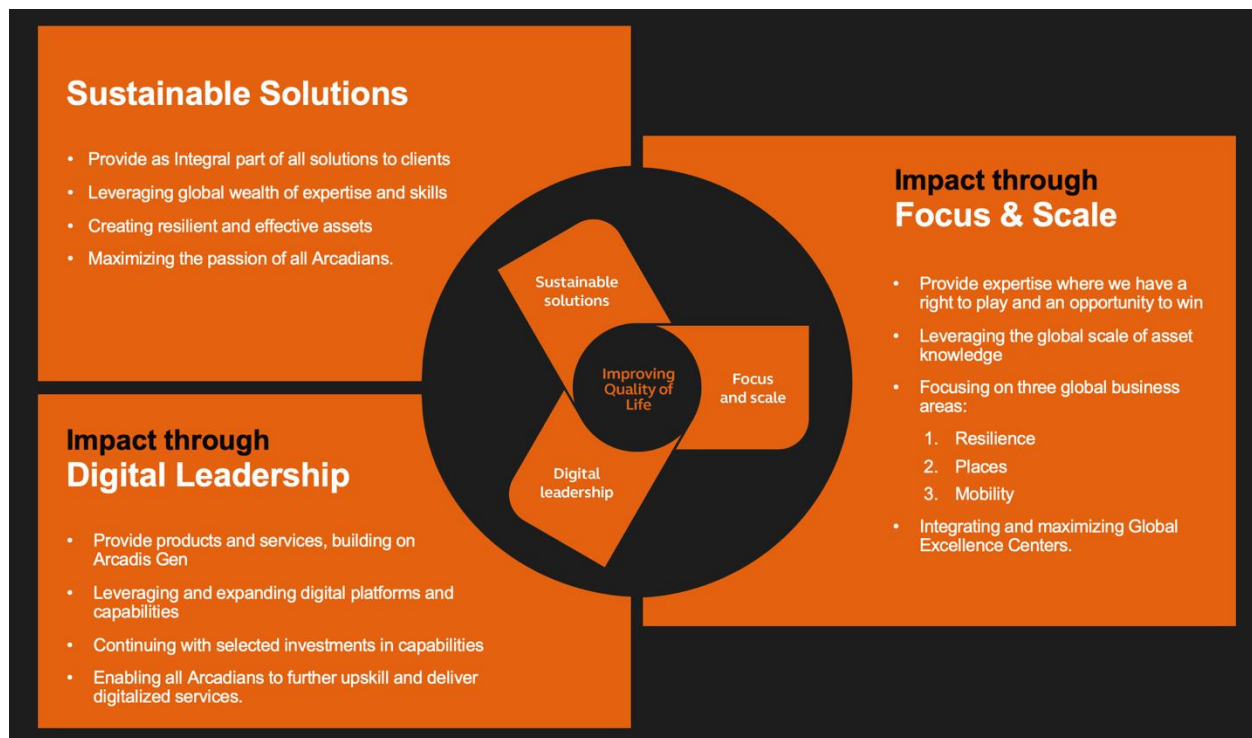 Sustainable Solutions
• Provide as Integral part of all solutions to clients
• Leveraging global wealth of expertise and skills
• Creating resilient and effective assets
• Maximizing the passion of all Arcadians.
Impact through
Digital Leadership
• Provide products and services, building on
Arcadis Gen
• Leveraging and expanding digital platforms and
capabilities
• Continuing with selected investments in capabilities
• Enabling all Arcadians to further upskill and deliver
digitalized services.
Sustainable
solutions
Improving
Quality of
Life
Focus
and scale
Digital
leadership
Impact through
Focus & Scale
• Provide expertise where we have a
right to play and an opportunity to win
• Leveraging the global scale of asset
knowledge
• Focusing on three global business
areas:
1. Resilience
2. Places
3. Mobility
• Integrating and maximizing Global
Excellence Centers.